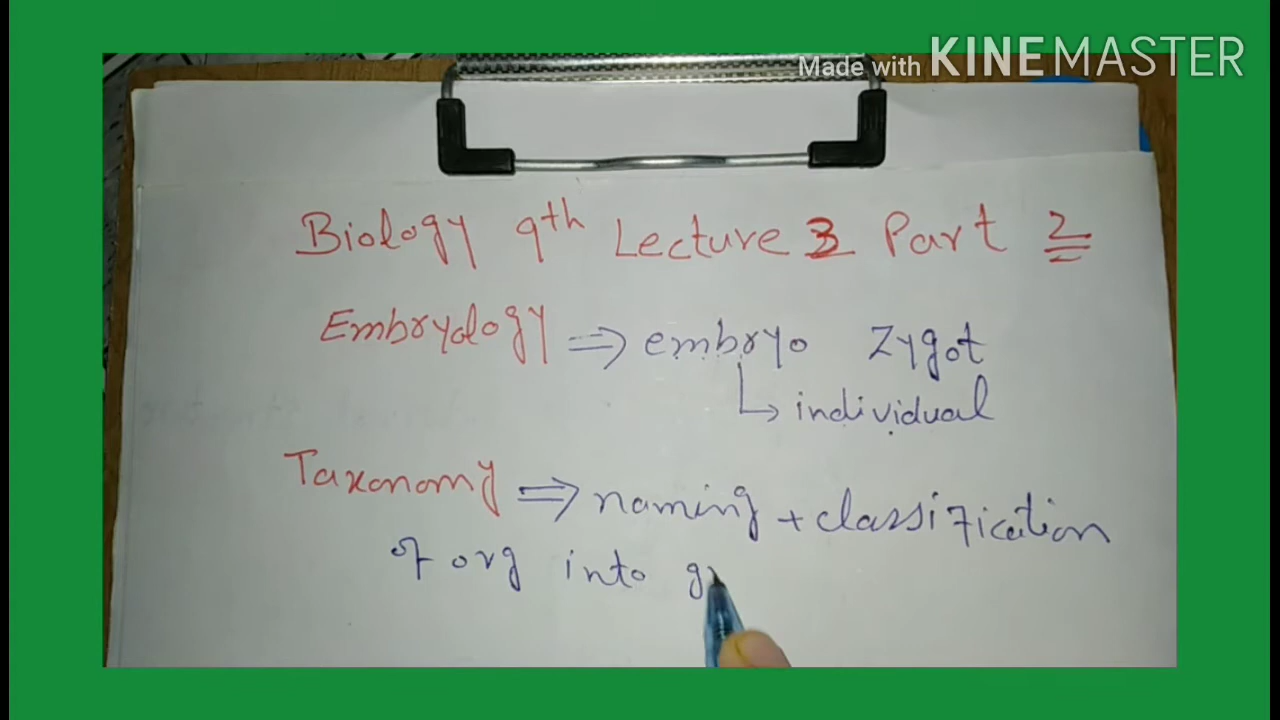 Made with KINEMASTER
Biology 9th Lecture 3 Part 2
Embryology ⇒ embryo Zygot
↳ individual
Taxonomy ⇒ naming + classification
of org into g